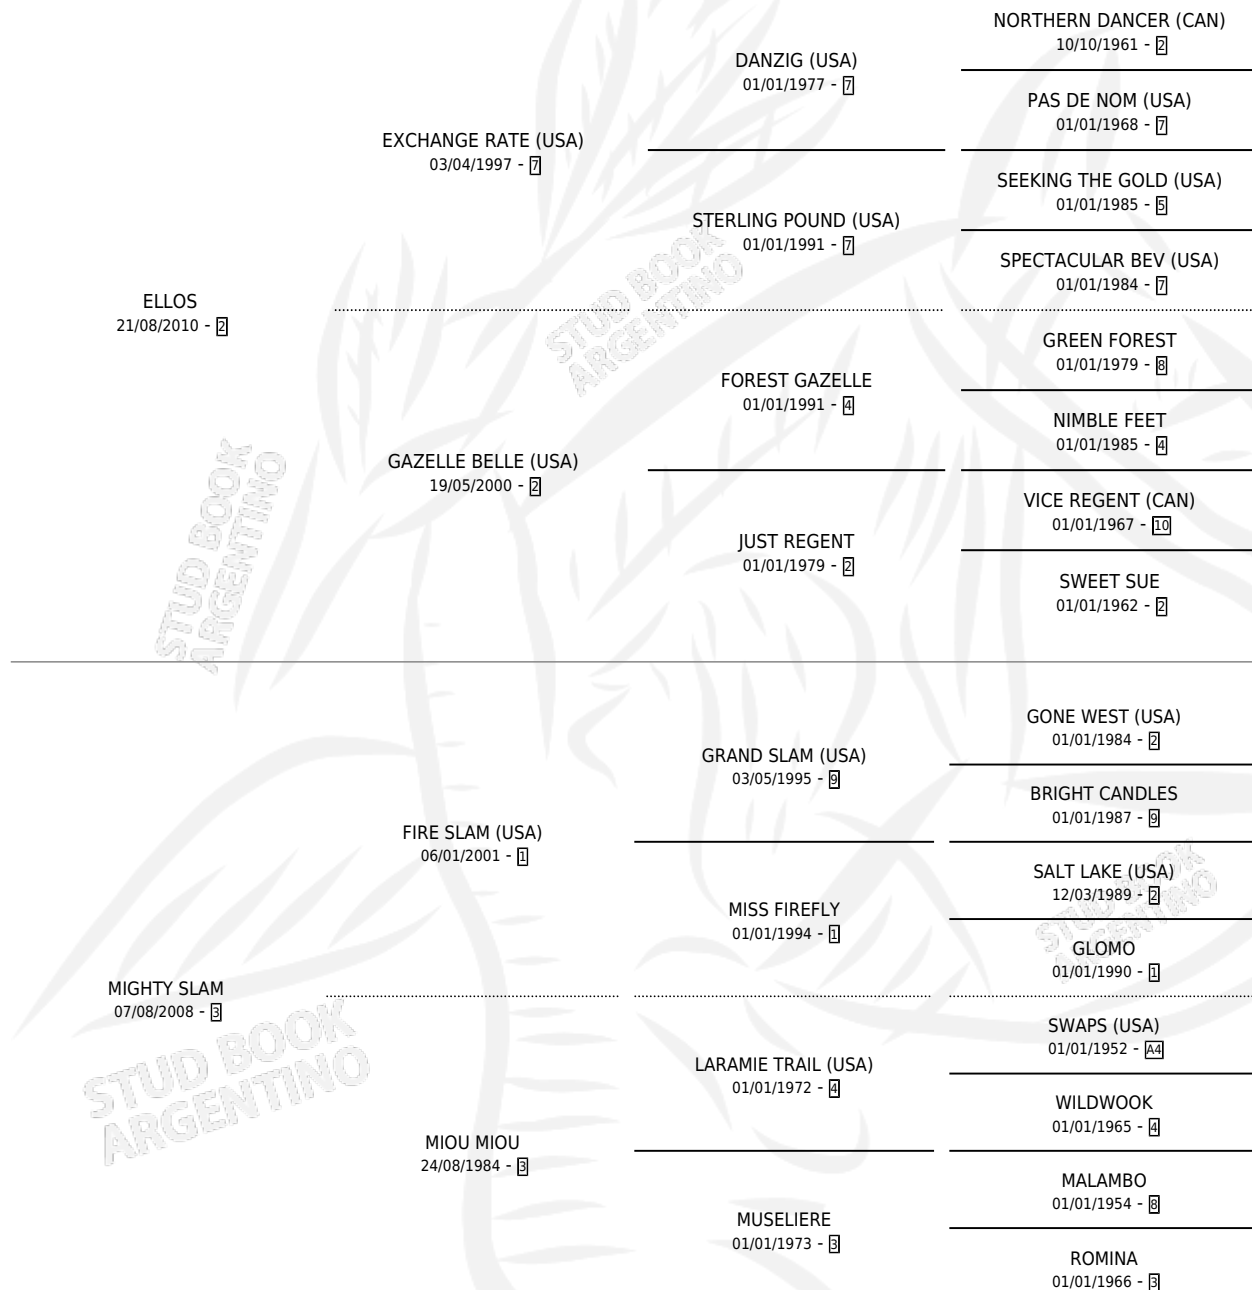 NORTHERN DANCER (CAN)
10/10/1961 - 2
DANZIG (USA)
01/01/1977 - 7
PAS DE NOM (USA)
01/01/1968 - 7
EXCHANGE RATE (USA)
03/04/1997 - 7
SEEKING THE GOLD (USA)
01/01/1985 - 5
STERLING POUND (USA)
01/01/1991 - 7
SPECTACULAR BEV (USA)
01/01/1984 - 7
ELLOS
21/08/2010 - 2
GREEN FOREST
01/01/1979 - 8
FOREST GAZELLE
01/01/1991 - 4
NIMBLE FEET
01/01/1985 - 4
GAZELLE BELLE (USA)
19/05/2000 - 2
VICE REGENT (CAN)
01/01/1967 - 10
JUST REGENT
01/01/1979 - 2
SWEET SUE
01/01/1962 - 2
GONE WEST (USA)
01/01/1984 - 2
GRAND SLAM (USA)
03/05/1995 - 9
BRIGHT CANDLES
01/01/1987 - 9
FIRE SLAM (USA)
06/01/2001 - 1
SALT LAKE (USA)
12/03/1989 - 2
MISS FIREFLY
01/01/1994 - 1
GLOMO
01/01/1990 - 1
MIGHTY SLAM
07/08/2008 - 3
SWAPS (USA)
01/01/1952 - A4
LARAMIE TRAIL (USA)
01/01/1972 - 4
WILDWOOK
01/01/1965 - 4
MIOU MIOU
24/08/1984 - 3
MALAMBO
01/01/1954 - 8
MUSELIERE
01/01/1973 - 3
ROMINA
01/01/1966 - 3
STUD BOOK
ARGENTINO
STUD BOOK
ARGENTINO
STUD BOOK
ARGENTINO
STUD BOOK
ARGENTINO